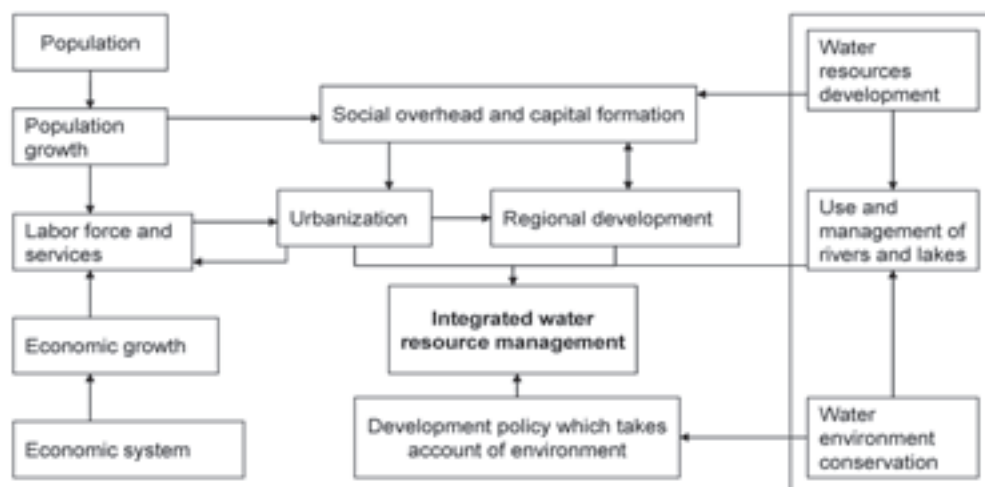 Population
Population
growth
Labor force and
services
Economic growth
Economic system
Social overhead and capital formation
Urbanization
Regional development
Integrated water
resource management
Development policy which takes
account of environment
Water
resources
development
Use and
management of
rivers and lakes
Water
environment
conservation